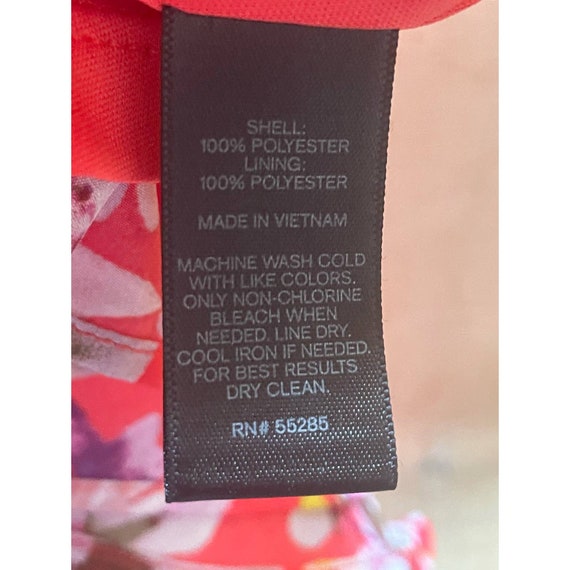 SHELL:
100% POLYESTER
LINING:
100% POLYESTER
MADE IN VIETNAM
MACHINE WASH COLD
WITH LIKE COLORS.
ONLY NON-CHLORINE
BLEACH WHEN
NEEDED. LINE DRY.
COOL IRON IF NEEDED.
FOR BEST RESULTS
DRY CLEAN.
RN# 55285